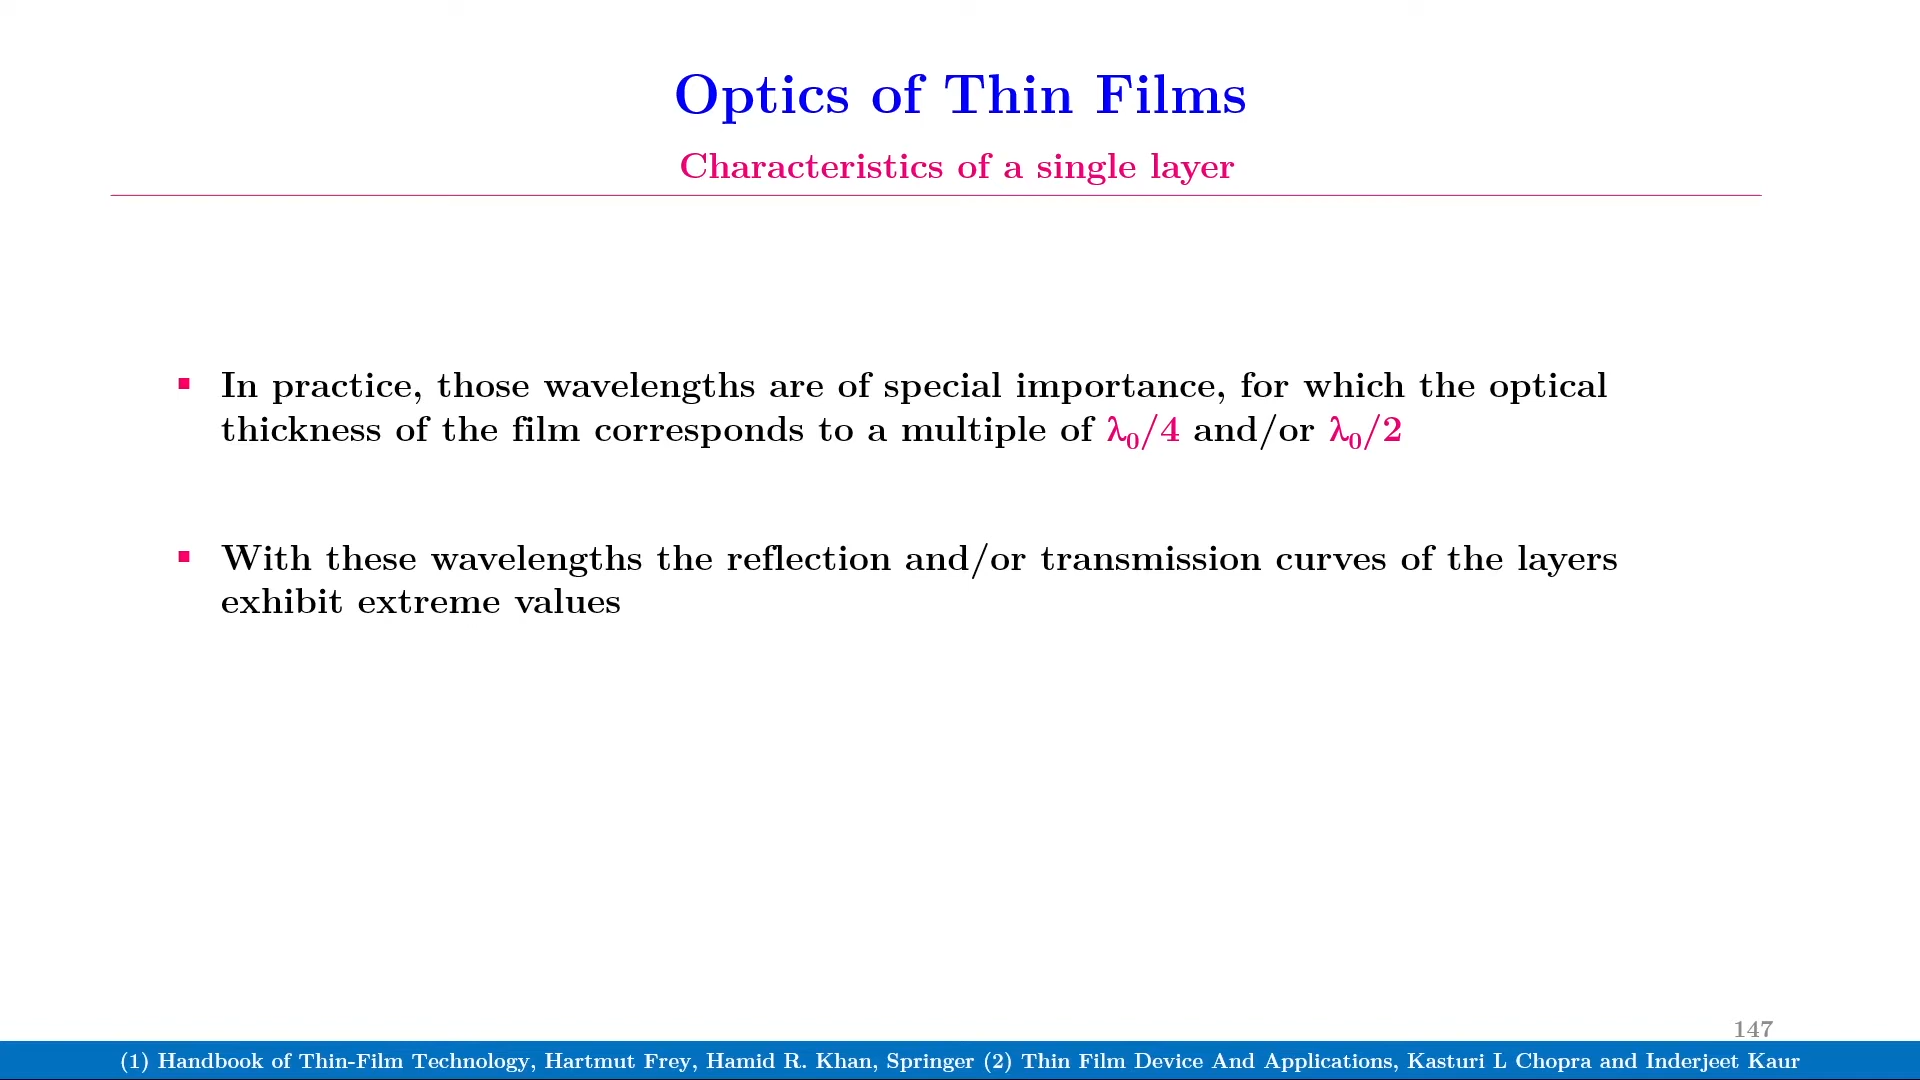 Optics of Thin Films
Characteristics of a single layer
▪ In practice, those wavelengths are of special importance, for which the optical
thickness of the film corresponds to a multiple of λ₀/4 and/or λ₀/2
▪ With these wavelengths the reflection and/or transmission curves of the layers
exhibit extreme values
147
(1) Handbook of Thin-Film Technology, Hartmut Frey, Hamid R. Khan, Springer (2) Thin Film Device And Applications, Kasturi L Chopra and Inderjeet Kaur